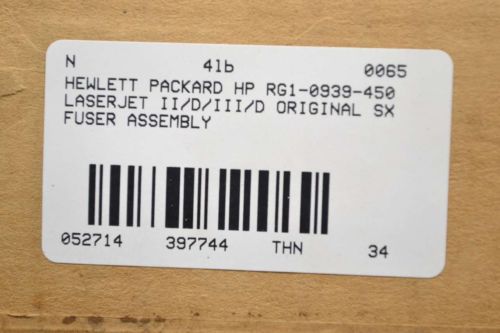 N 41b 0065
HEWLETT PACKARD HP RG1-0939-450
LASERJET II/D/III/D ORIGINAL SX
FUSER ASSEMBLY
052714 397744 THN 34